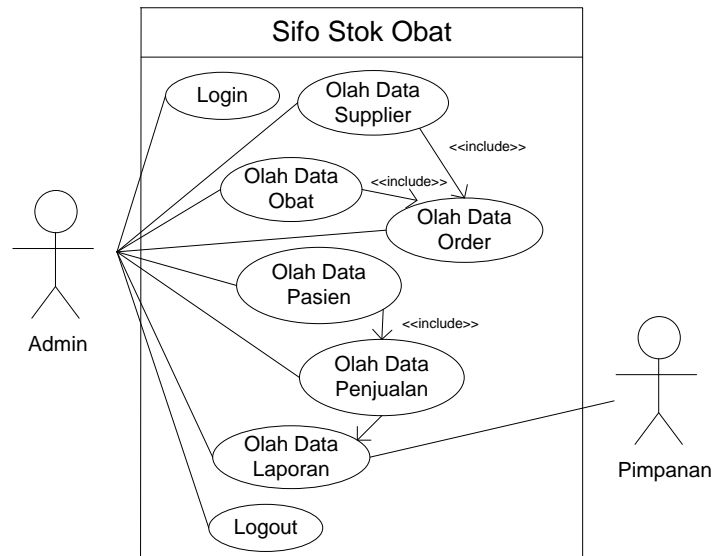 Sifo Stok Obat
Login
Olah Data
Supplier
<<include>>
Olah Data
Obat
<<include>>
Olah Data
Order
Olah Data
Pasien
<<include>>
Admin
Olah Data
Penjualan
Olah Data
Laporan
Pimpanan
Logout